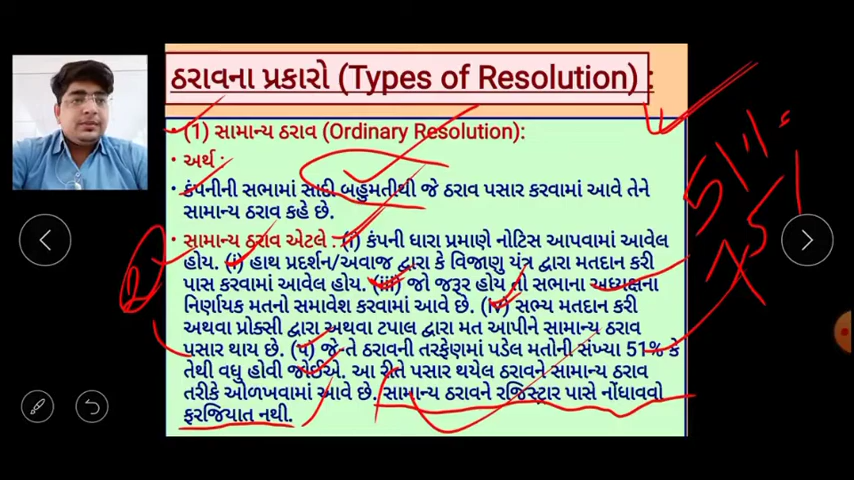 ઠરાવના પ્રકારો (Types of Resolution) :
(1) સામાન્ય ઠરાવ (Ordinary Resolution):
• અર્થ :
• કંપનીની સભામાં સાદી બહુમતીથી જે ઠરાવ પસાર કરવામાં આવે તેને
સામાન્ય ઠરાવ કહે છે.
• સામાન્ય ઠરાવ એટલે : (i) કંપની ધારા પ્રમાણે નોટિસ આપવામાં આવેલ
હોય. (i) હાથ પ્રદર્શન/અવાજ દ્વારા કે વિજાણુ યંત્ર દ્વારા મતદાન કરી
પાસ કરવામાં આવેલ હોય. (iii) જો જરૂર હોય તો સભાના અધ્યક્ષના
નિર્ણાયક મતનો સમાવેશ કરવામાં આવે છે. (iv) સભ્ય મતદાન કરી
અથવા પ્રોક્સી દ્વારા અથવા ટપાલ દ્વારા મત આપીને સામાન્ય ઠરાવ
પસાર થાય છે. (૫) જે-તે ઠરાવની તરફેણમાં પડેલ મતોની સંખ્યા 51% કે
તેથી વધુ હોવી જોઈએ. આ રીતે પસાર થયેલ ઠરાવને સામાન્ય ઠરાવ
તરીકે ઓળખવામાં આવે છે. સામાન્ય ઠરાવને રજિસ્ટ્રાર પાસે નોંધાવવો
ફરજિયાત નથી.